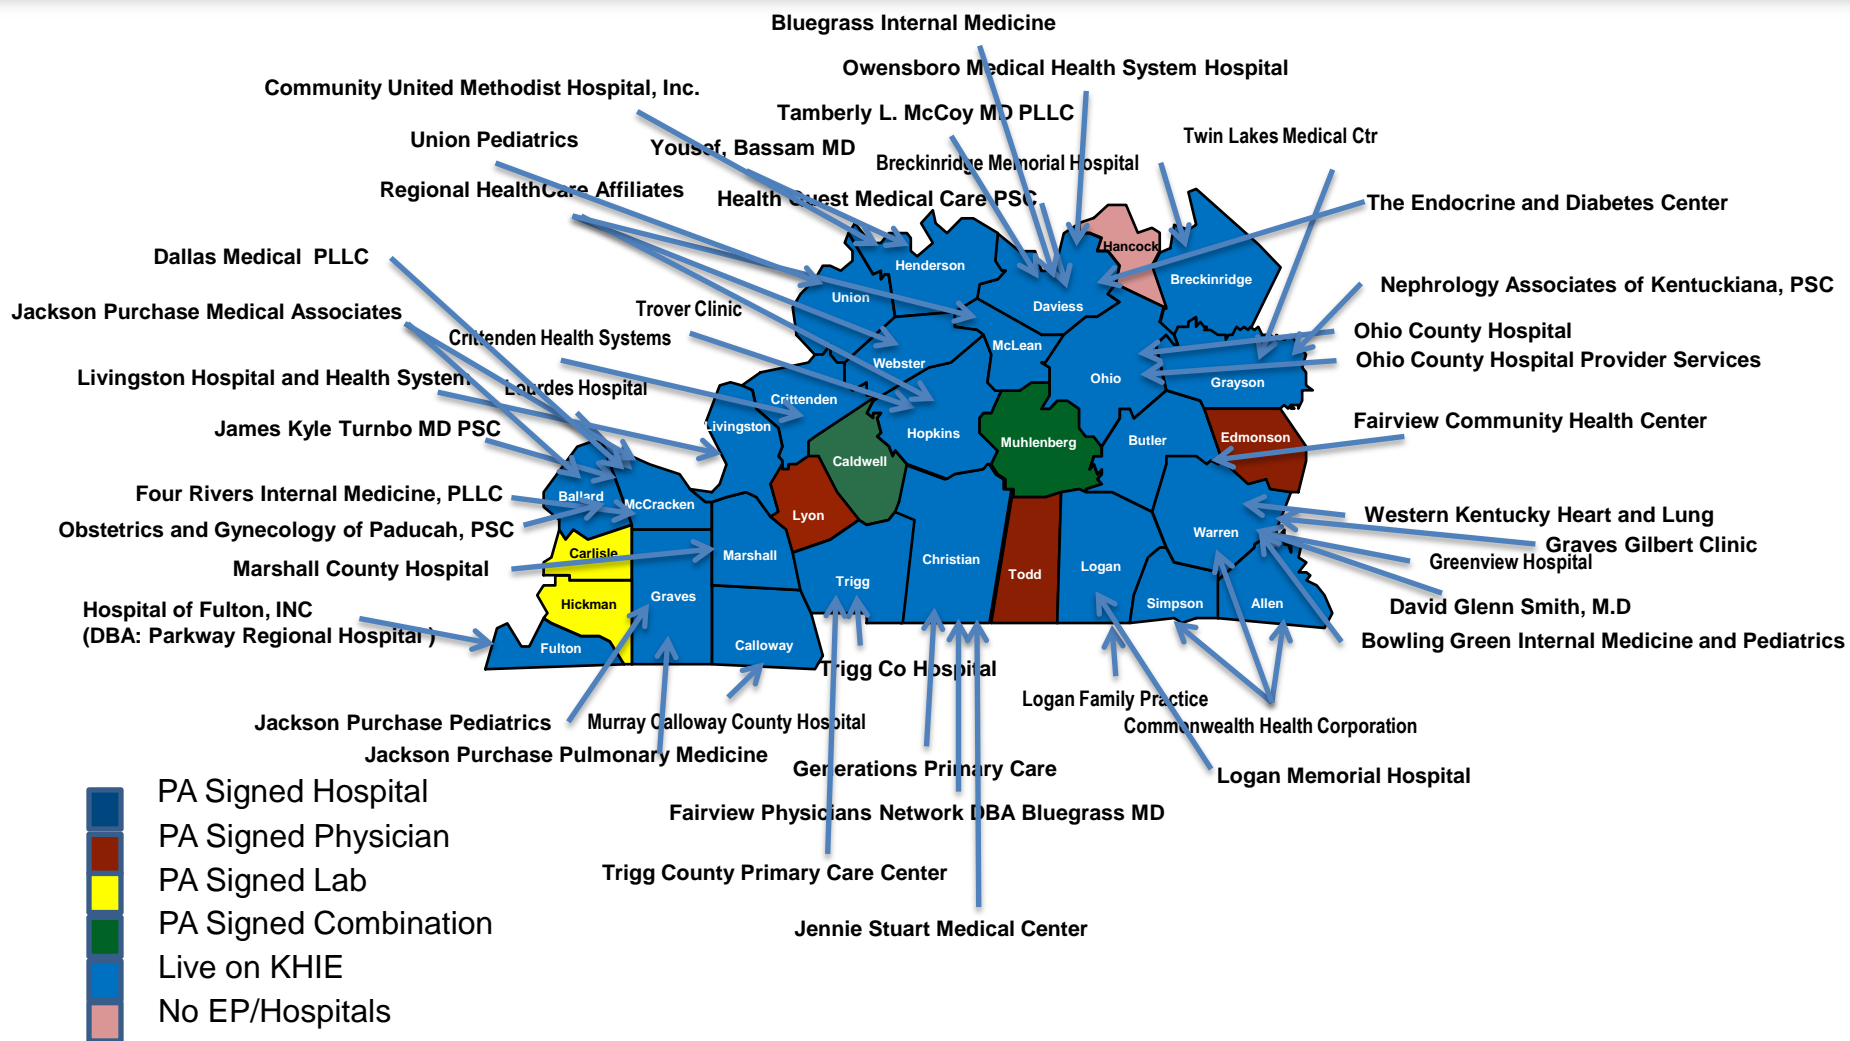 Bluegrass Internal Medicine
Owensboro Medical Health System Hospital
Community United Methodist Hospital, Inc.
Tamberly L. McCoy MD PLLC
Twin Lakes Medical Ctr
Union Pediatrics
Yousef, Bassam MD
Breckinridge Memorial Hospital
Regional HealthCare Affiliates
Health Quest Medical Care PSC
The Endocrine and Diabetes Center
Dallas Medical  PLLC
Nephrology Associates of Kentuckiana, PSC
Jackson Purchase Medical Associates
Trover Clinic
Ohio County Hospital
Crittenden Health Systems
Ohio County Hospital Provider Services
Livingston Hospital and Health System
Lourdes Hospital
James Kyle Turnbo MD PSC
Fairview Community Health Center
Four Rivers Internal Medicine, PLLC
Obstetrics and Gynecology of Paducah, PSC
Western Kentucky Heart and Lung
Graves Gilbert Clinic
Greenview Hospital
Marshall County Hospital
David Glenn Smith, M.D
Hospital of Fulton, INC
(DBA: Parkway Regional Hospital )
Bowling Green Internal Medicine and Pediatrics
Hancock
Henderson
Breckinridge
Union
Daviess
McLean
Webster
Ohio
Grayson
Crittenden
Livingston
Hopkins
Muhlenberg
Butler
Edmonson
Caldwell
Ballard
McCracken
Lyon
Warren
Carlisle
Marshall
Christian
Logan
Todd
Trigg
Graves
Hickman
Simpson
Allen
Fulton
Calloway
Trigg Co Hospital
Logan Family Practice
Jackson Purchase Pediatrics
Murray Calloway County Hospital
Commonwealth Health Corporation
Jackson Purchase Pulmonary Medicine
Generations Primary Care
Logan Memorial Hospital
Fairview Physicians Network DBA Bluegrass MD
Trigg County Primary Care Center
Jennie Stuart Medical Center
PA Signed Hospital
PA Signed Physician
PA Signed Lab
PA Signed Combination
Live on KHIE
No EP/Hospitals